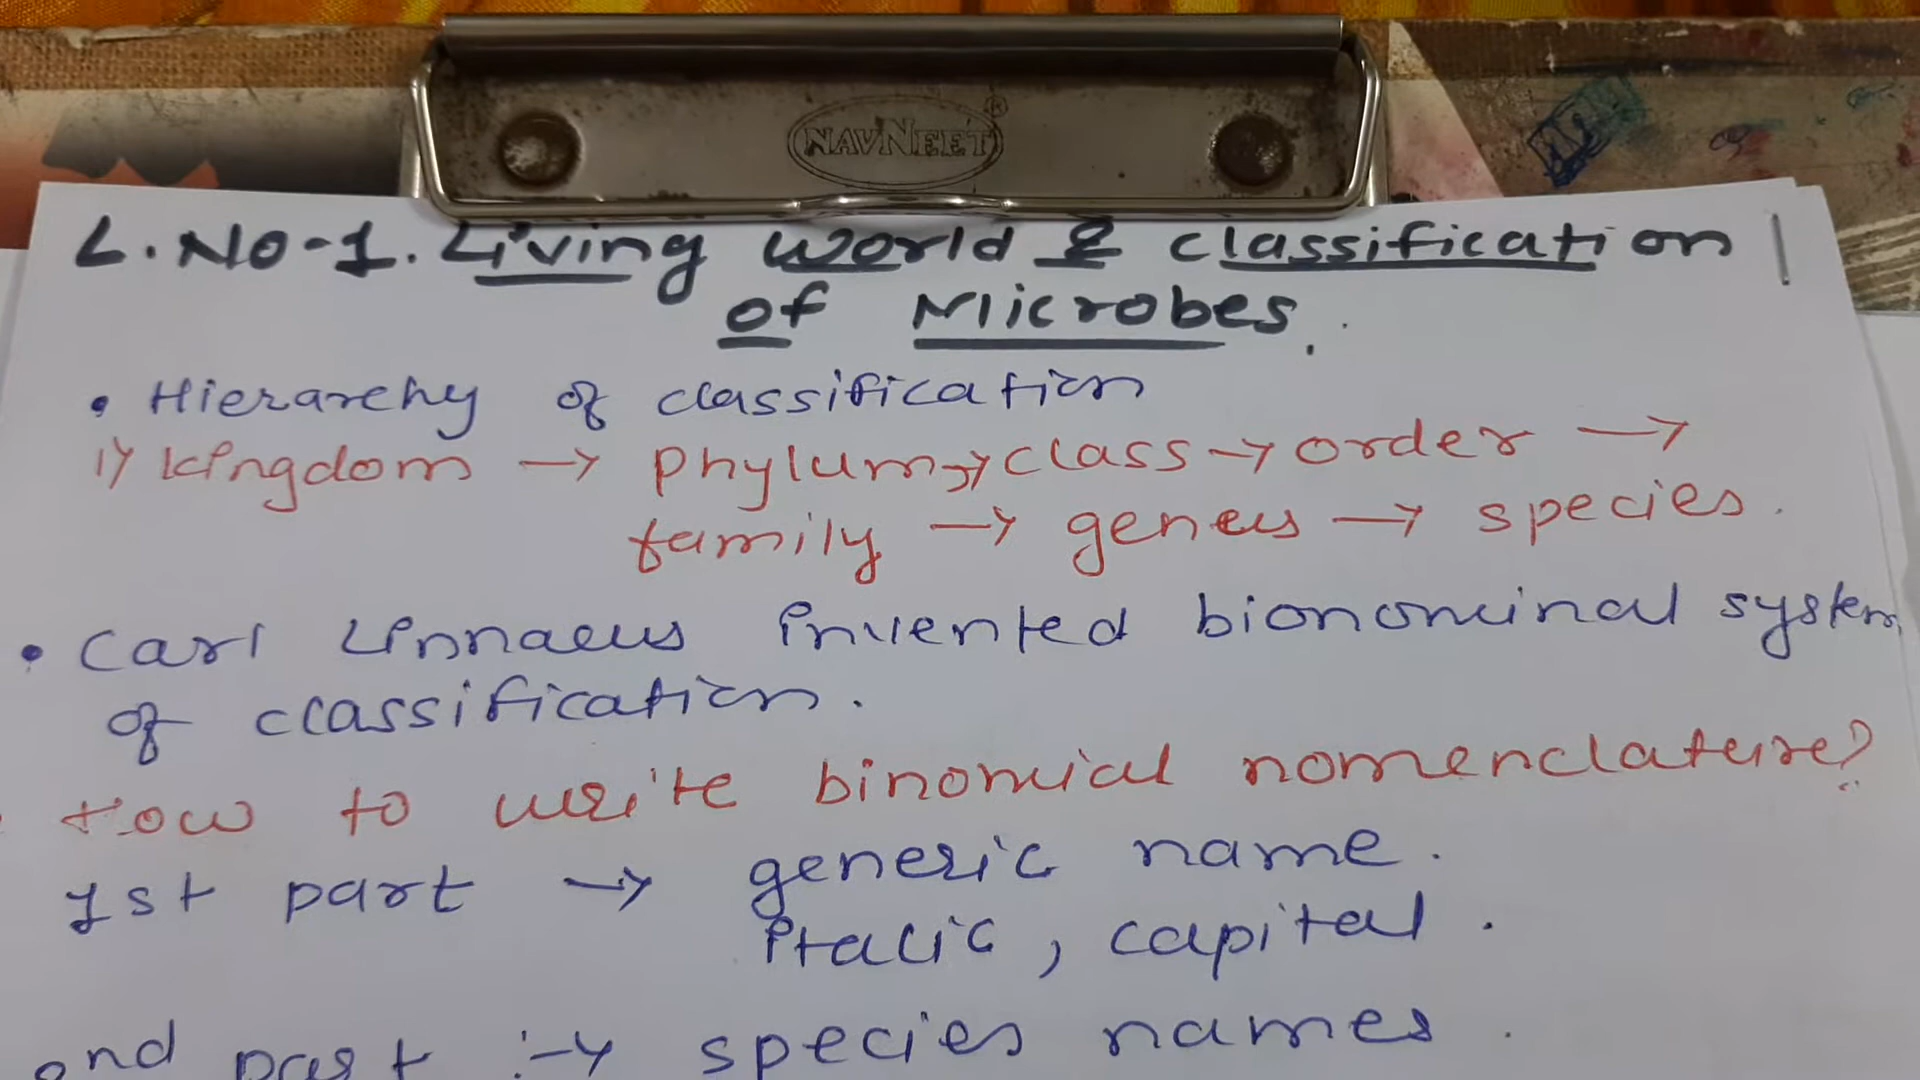 NAVNEET®
L.No-1. Living world & classification
of Microbes.
• Hierarchy of classification
1) Kingdom → Phylum → class → order →
family → genus → species.
• Carl Linnaeus invented bionominal system
of classification.
How to write binomial nomenclature?
1st part → generic name.
italic, capital.
2nd part :→ species names.